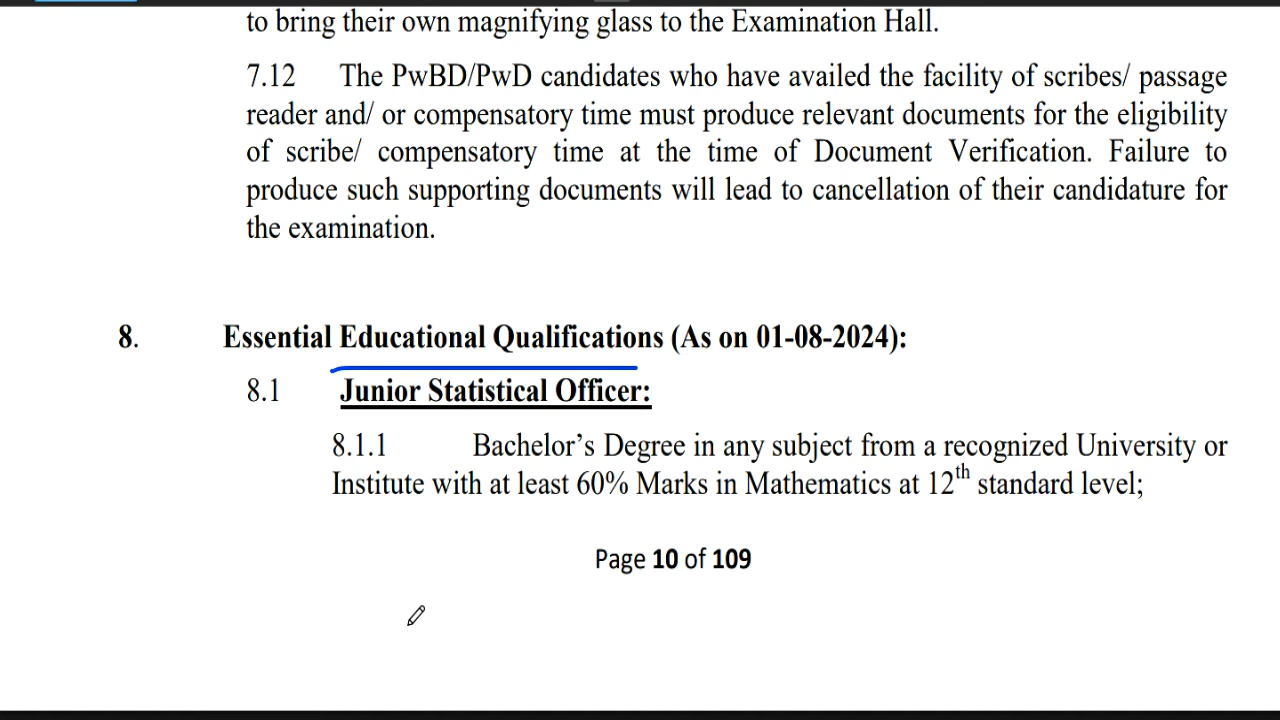 to bring their own magnifying glass to the Examination Hall.
7.12 The PwBD/PwD candidates who have availed the facility of scribes/ passage
reader and/ or compensatory time must produce relevant documents for the eligibility
of scribe/ compensatory time at the time of Document Verification. Failure to
produce such supporting documents will lead to cancellation of their candidature for
the examination.
8. Essential Educational Qualifications (As on 01-08-2024):
8.1 Junior Statistical Officer:
8.1.1 Bachelor’s Degree in any subject from a recognized University or
Institute with at least 60% Marks in Mathematics at 12th standard level;
Page 10 of 109